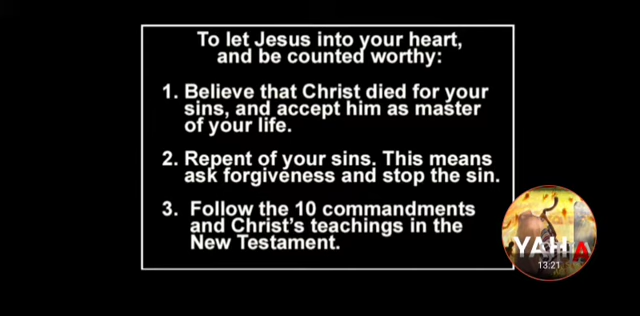 To let Jesus into your heart,
and be counted worthy:
1. Believe that Christ died for your
sins, and accept him as master
of your life.
2. Repent of your sins. This means
ask forgiveness and stop the sin.
3. Follow the 10 commandments
and Christ's teachings in the
New Testament.
YAH A
13:21